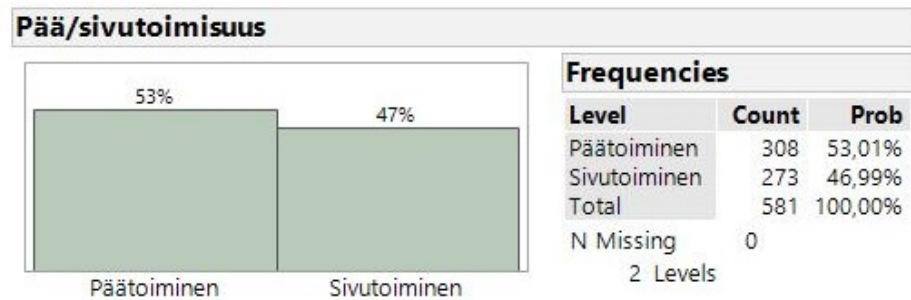 Pää/sivutoimisuus
53%
47%
Päätoiminen
Sivutoiminen
Frequencies
Level Count Prob
Päätoiminen 308 53,01%
Sivutoiminen 273 46,99%
Total 581 100,00%
N Missing 0
2 Levels